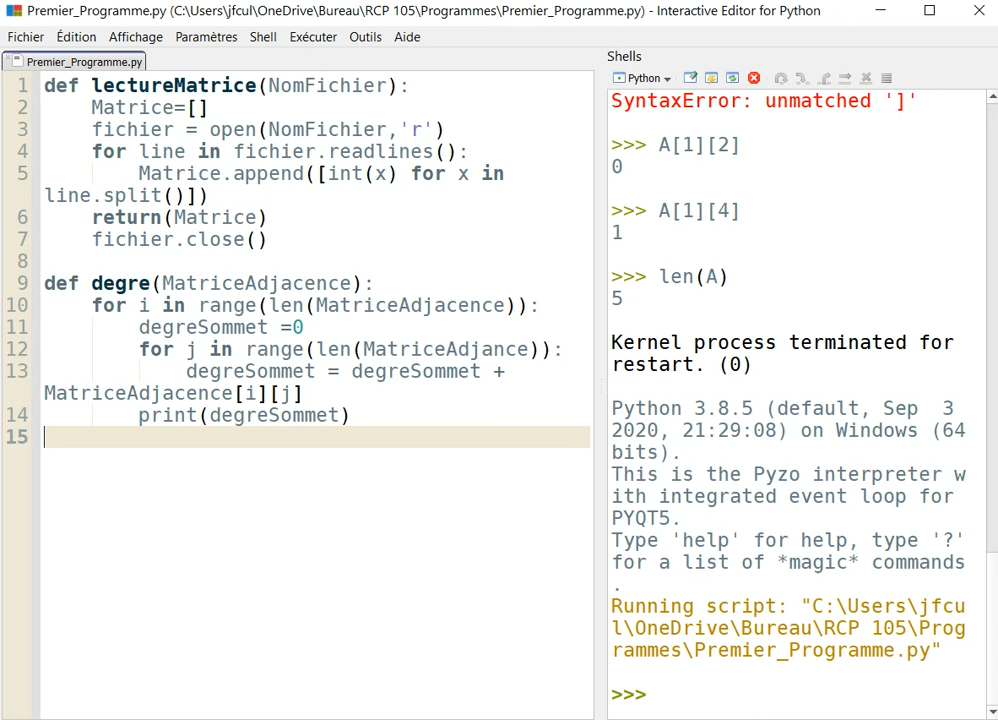 Premier_Programme.py (C:\Users\jfcul\OneDrive\Bureau\RCP 105\Programmes\Premier_Programme.py) - Interactive Editor for Python
Fichier Édition Affichage Paramètres Shell Exécuter Outils Aide
Premier_Programme.py
1 def lectureMatrice(NomFichier):
2 Matrice=[]
3 fichier = open(NomFichier,'r')
4 for line in fichier.readlines():
5 Matrice.append([int(x) for x in
line.split()])
6 return(Matrice)
7 fichier.close()
8
9 def degre(MatriceAdjacence):
10 for i in range(len(MatriceAdjacence)):
11 degreSommet =0
12 for j in range(len(MatriceAdjance)):
13 degreSommet = degreSommet +
MatriceAdjacence[i][j]
14 print(degreSommet)
15
Shells
Python
SyntaxError: unmatched ']'
>>> A[1][2]
0
>>> A[1][4]
1
>>> len(A)
5
Kernel process terminated for
restart. (0)
Python 3.8.5 (default, Sep 3
2020, 21:29:08) on Windows (64
bits).
This is the Pyzo interpreter w
ith integrated event loop for
PYQT5.
Type 'help' for help, type '?'
for a list of *magic* commands
.
Running script: "C:\Users\jfcu
l\OneDrive\Bureau\RCP 105\Prog
rammes\Premier_Programme.py"
>>>